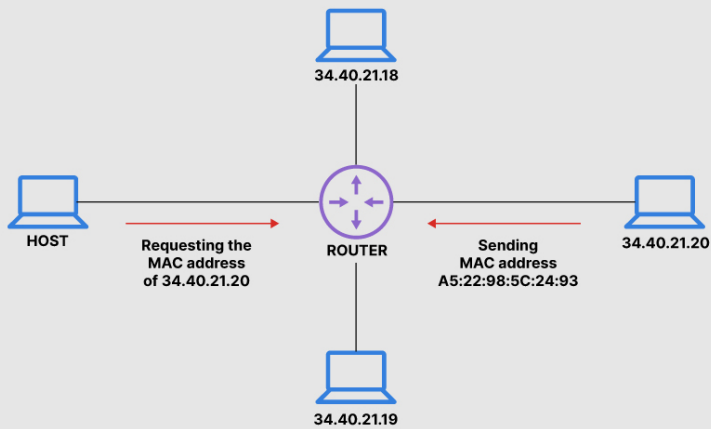 34.40.21.18
HOST
Requesting the
MAC address
of 34.40.21.20
ROUTER
Sending
MAC address
A5:22:98:5C:24:93
34.40.21.20
34.40.21.19